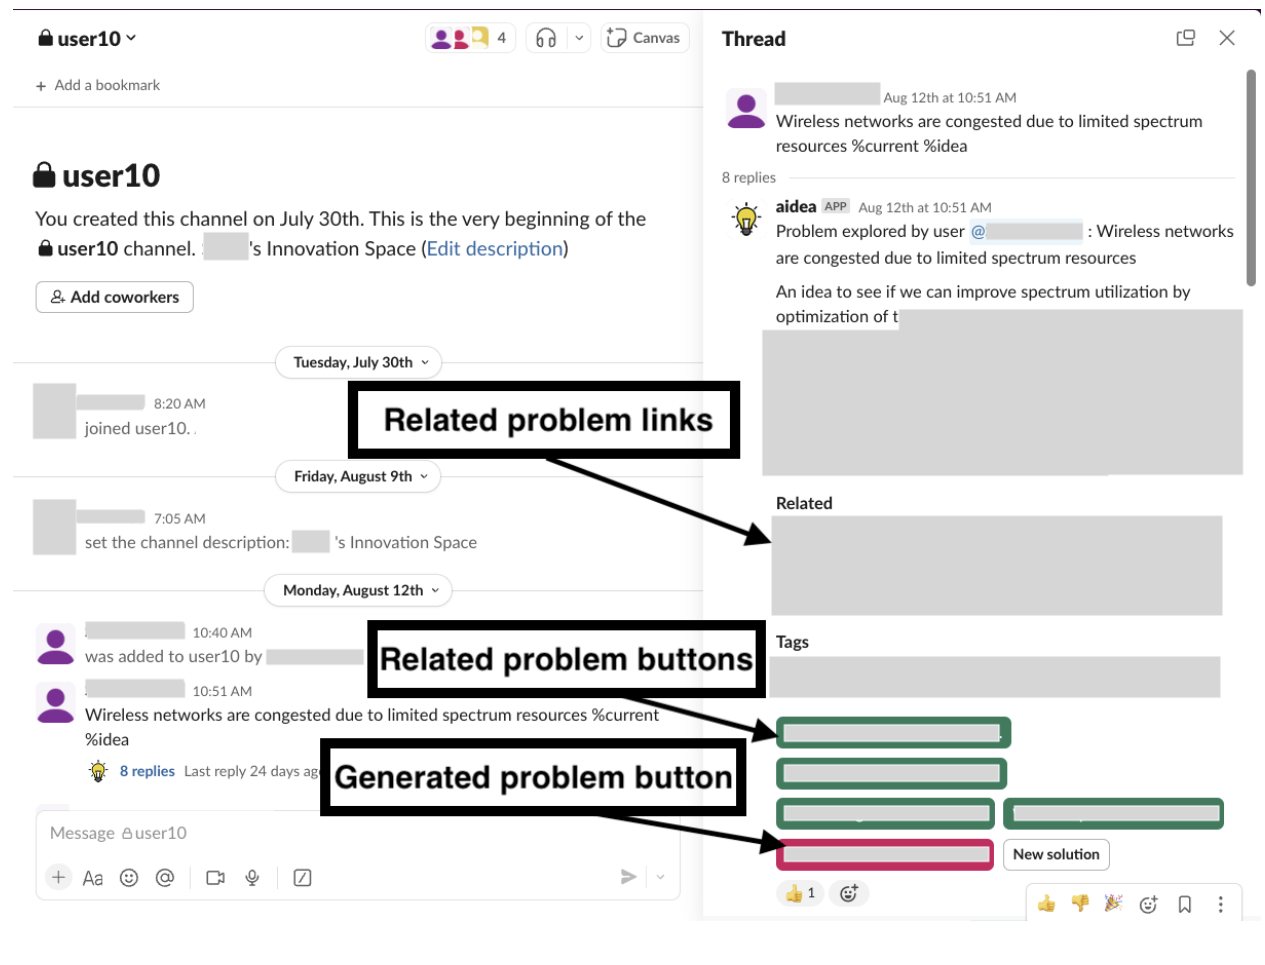 user10
4
Canvas
+ Add a bookmark
user10
You created this channel on July 30th. This is the very beginning of the
user10 channel. 's Innovation Space (Edit description)
Add coworkers
Tuesday, July 30th
8:20 AM
joined user10.
Friday, August 9th
7:05 AM
set the channel description: 's Innovation Space
Monday, August 12th
10:40 AM
was added to user10 by
10:51 AM
Wireless networks are congested due to limited spectrum resources %current
%idea
8 replies Last reply 24 days ag
Message user10
Aa
Related problem links
Related problem buttons
Generated problem button
Thread
Aug 12th at 10:51 AM
Wireless networks are congested due to limited spectrum
resources %current %idea
8 replies
aidea APP Aug 12th at 10:51 AM
Problem explored by user @ : Wireless networks
are congested due to limited spectrum resources
An idea to see if we can improve spectrum utilization by
optimization of t
Related
Tags
New solution
1